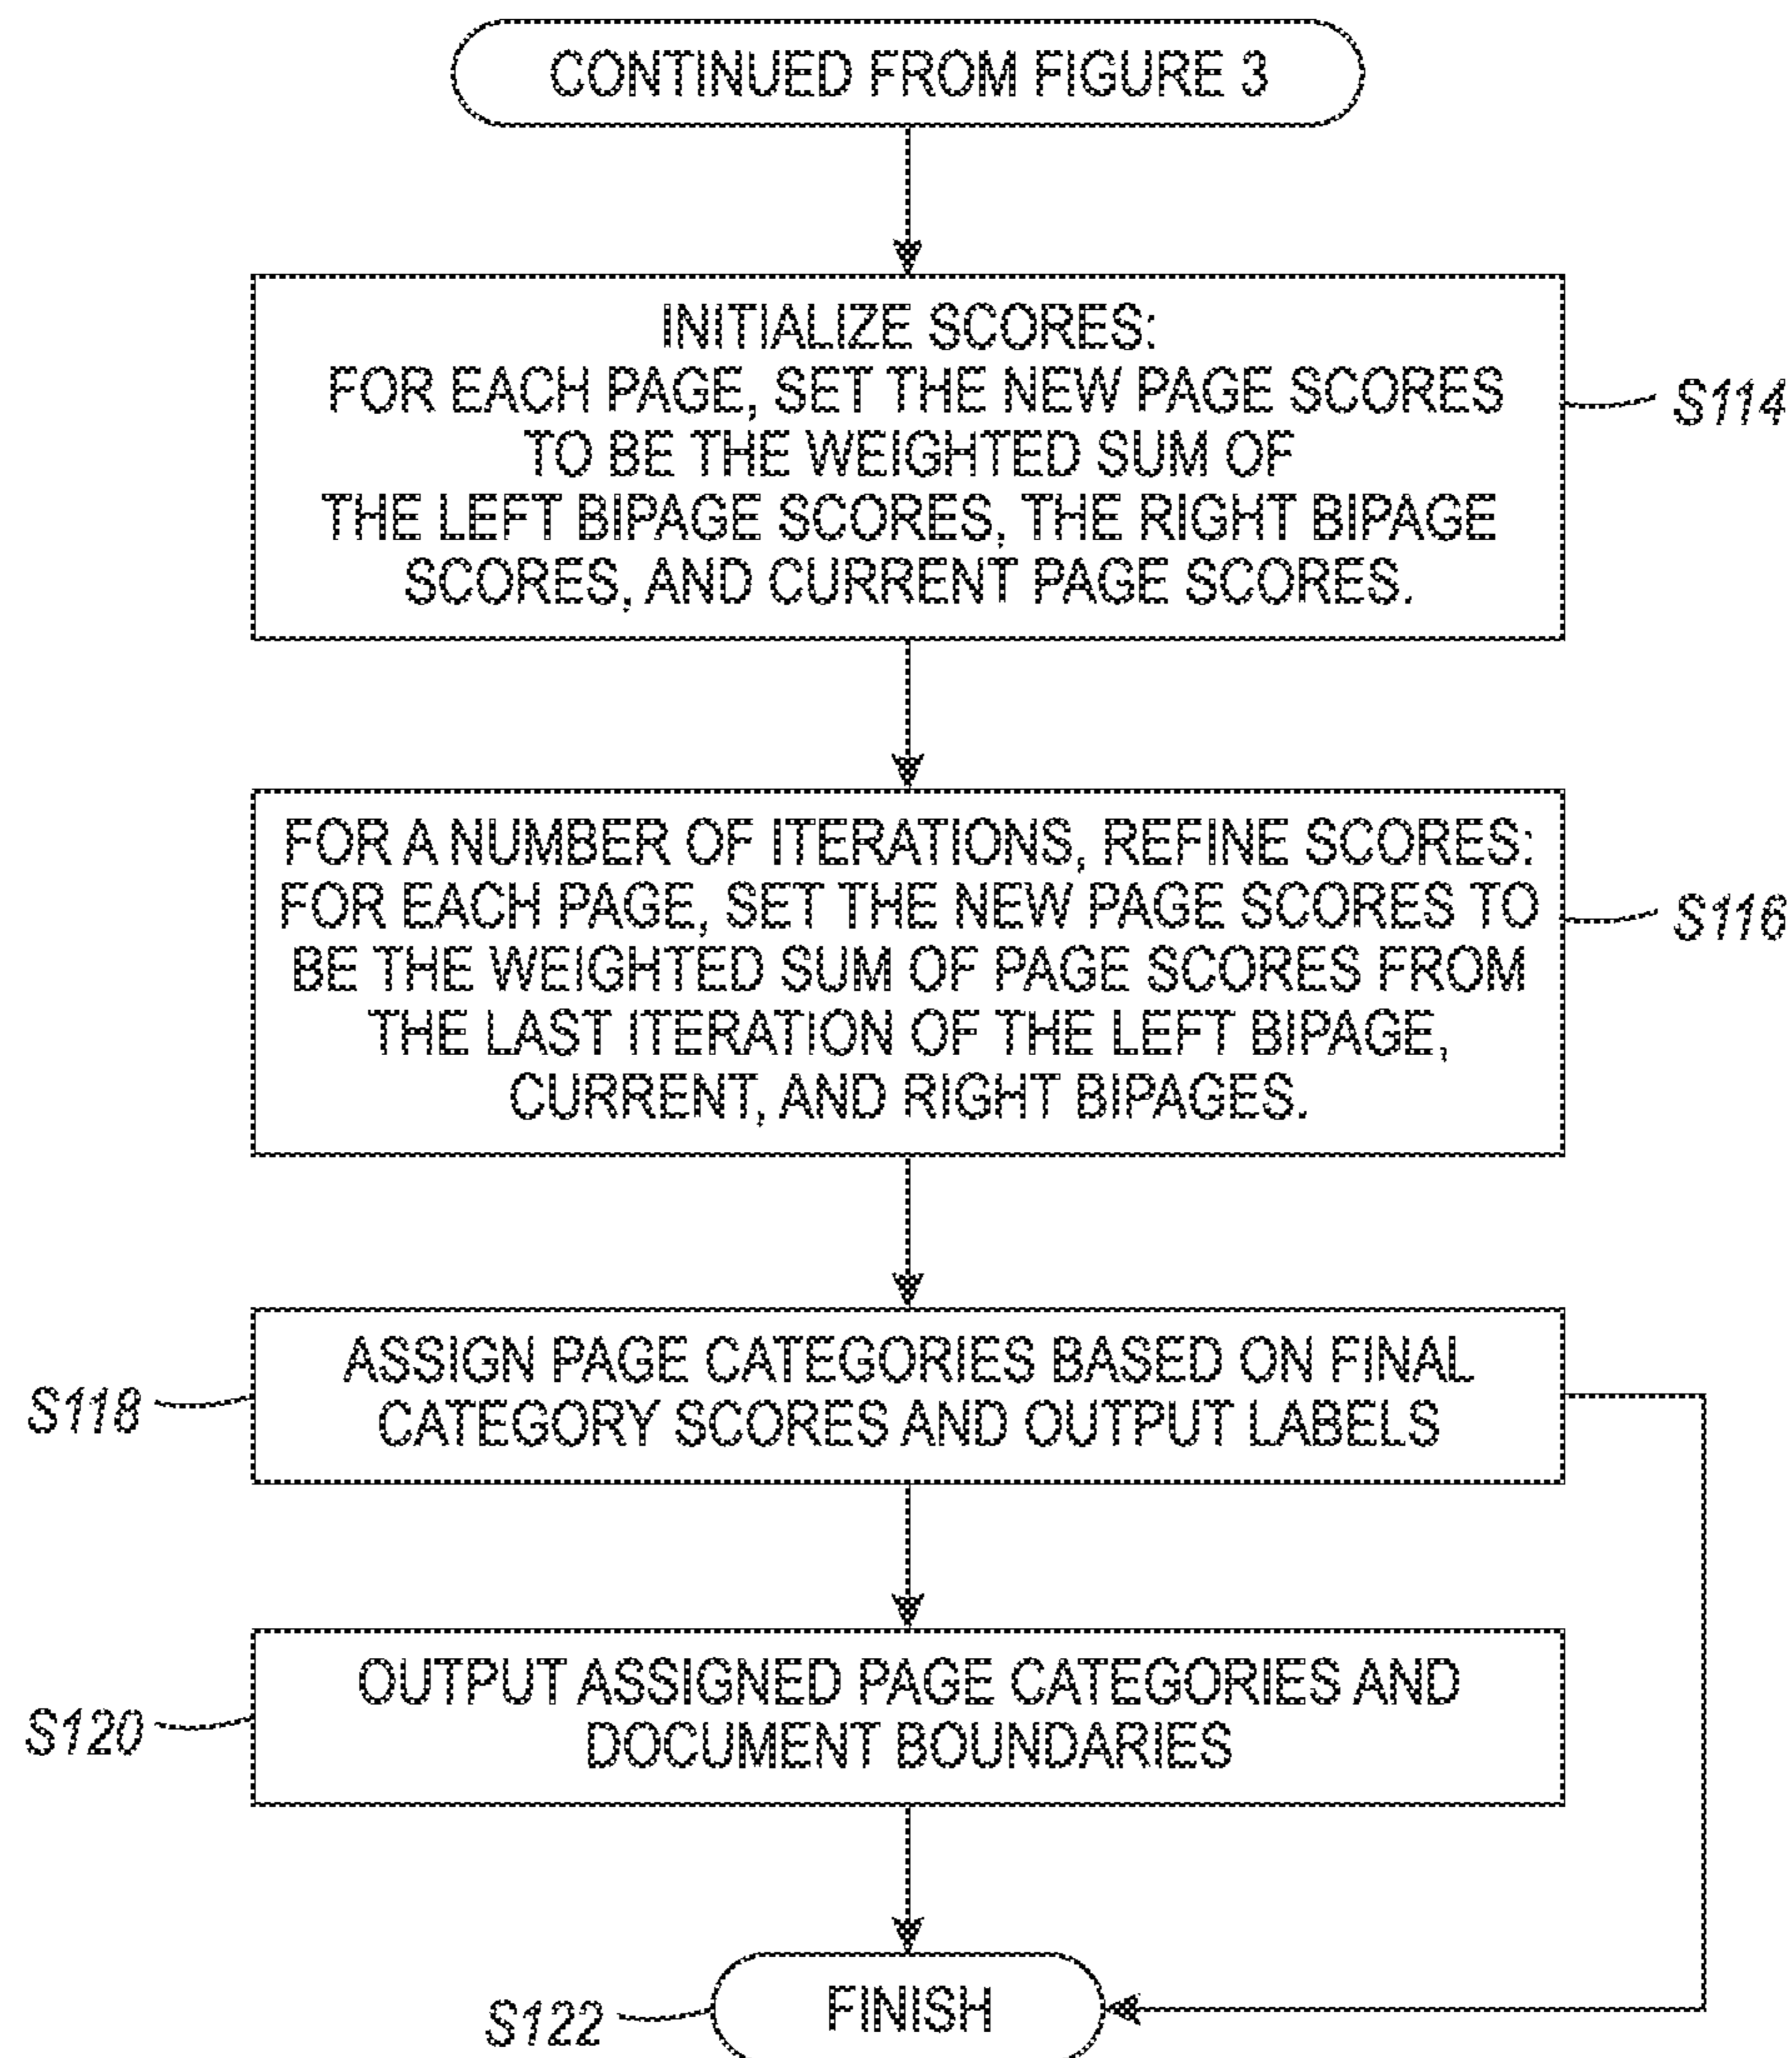 CONTINUED FROM FIGURE 3
INITIALIZE SCORES:
FOR EACH PAGE, SET THE NEW PAGE SCORES
TO BE THE WEIGHTED SUM OF
THE LEFT BIPAGE SCORES, THE RIGHT BIPAGE
SCORES, AND CURRENT PAGE SCORES.
S114
FOR A NUMBER OF ITERATIONS, REFINE SCORES:
FOR EACH PAGE, SET THE NEW PAGE SCORES TO
BE THE WEIGHTED SUM OF PAGE SCORES FROM
THE LAST ITERATION OF THE LEFT BIPAGE,
CURRENT, AND RIGHT BIPAGES.
S116
ASSIGN PAGE CATEGORIES BASED ON FINAL
CATEGORY SCORES AND OUTPUT LABELS
S118
OUTPUT ASSIGNED PAGE CATEGORIES AND
DOCUMENT BOUNDARIES
S120
FINISH
S122